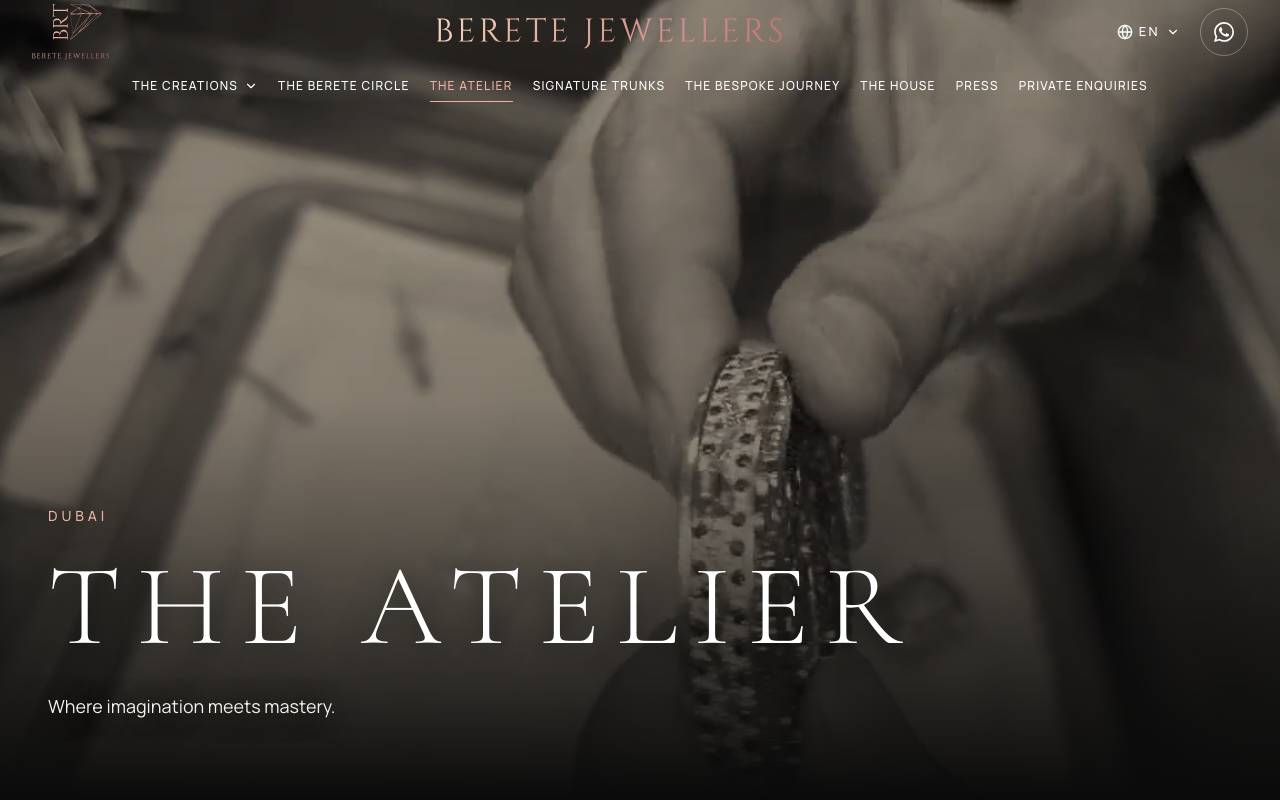 BRT
BERETE JEWELLERS
BERETE JEWELLERS
EN
THE CREATIONS
THE BERETE CIRCLE
THE ATELIER
SIGNATURE TRUNKS
THE BESPOKE JOURNEY
THE HOUSE
PRESS
PRIVATE ENQUIRIES
DUBAI
THE ATELIER
Where imagination meets mastery.